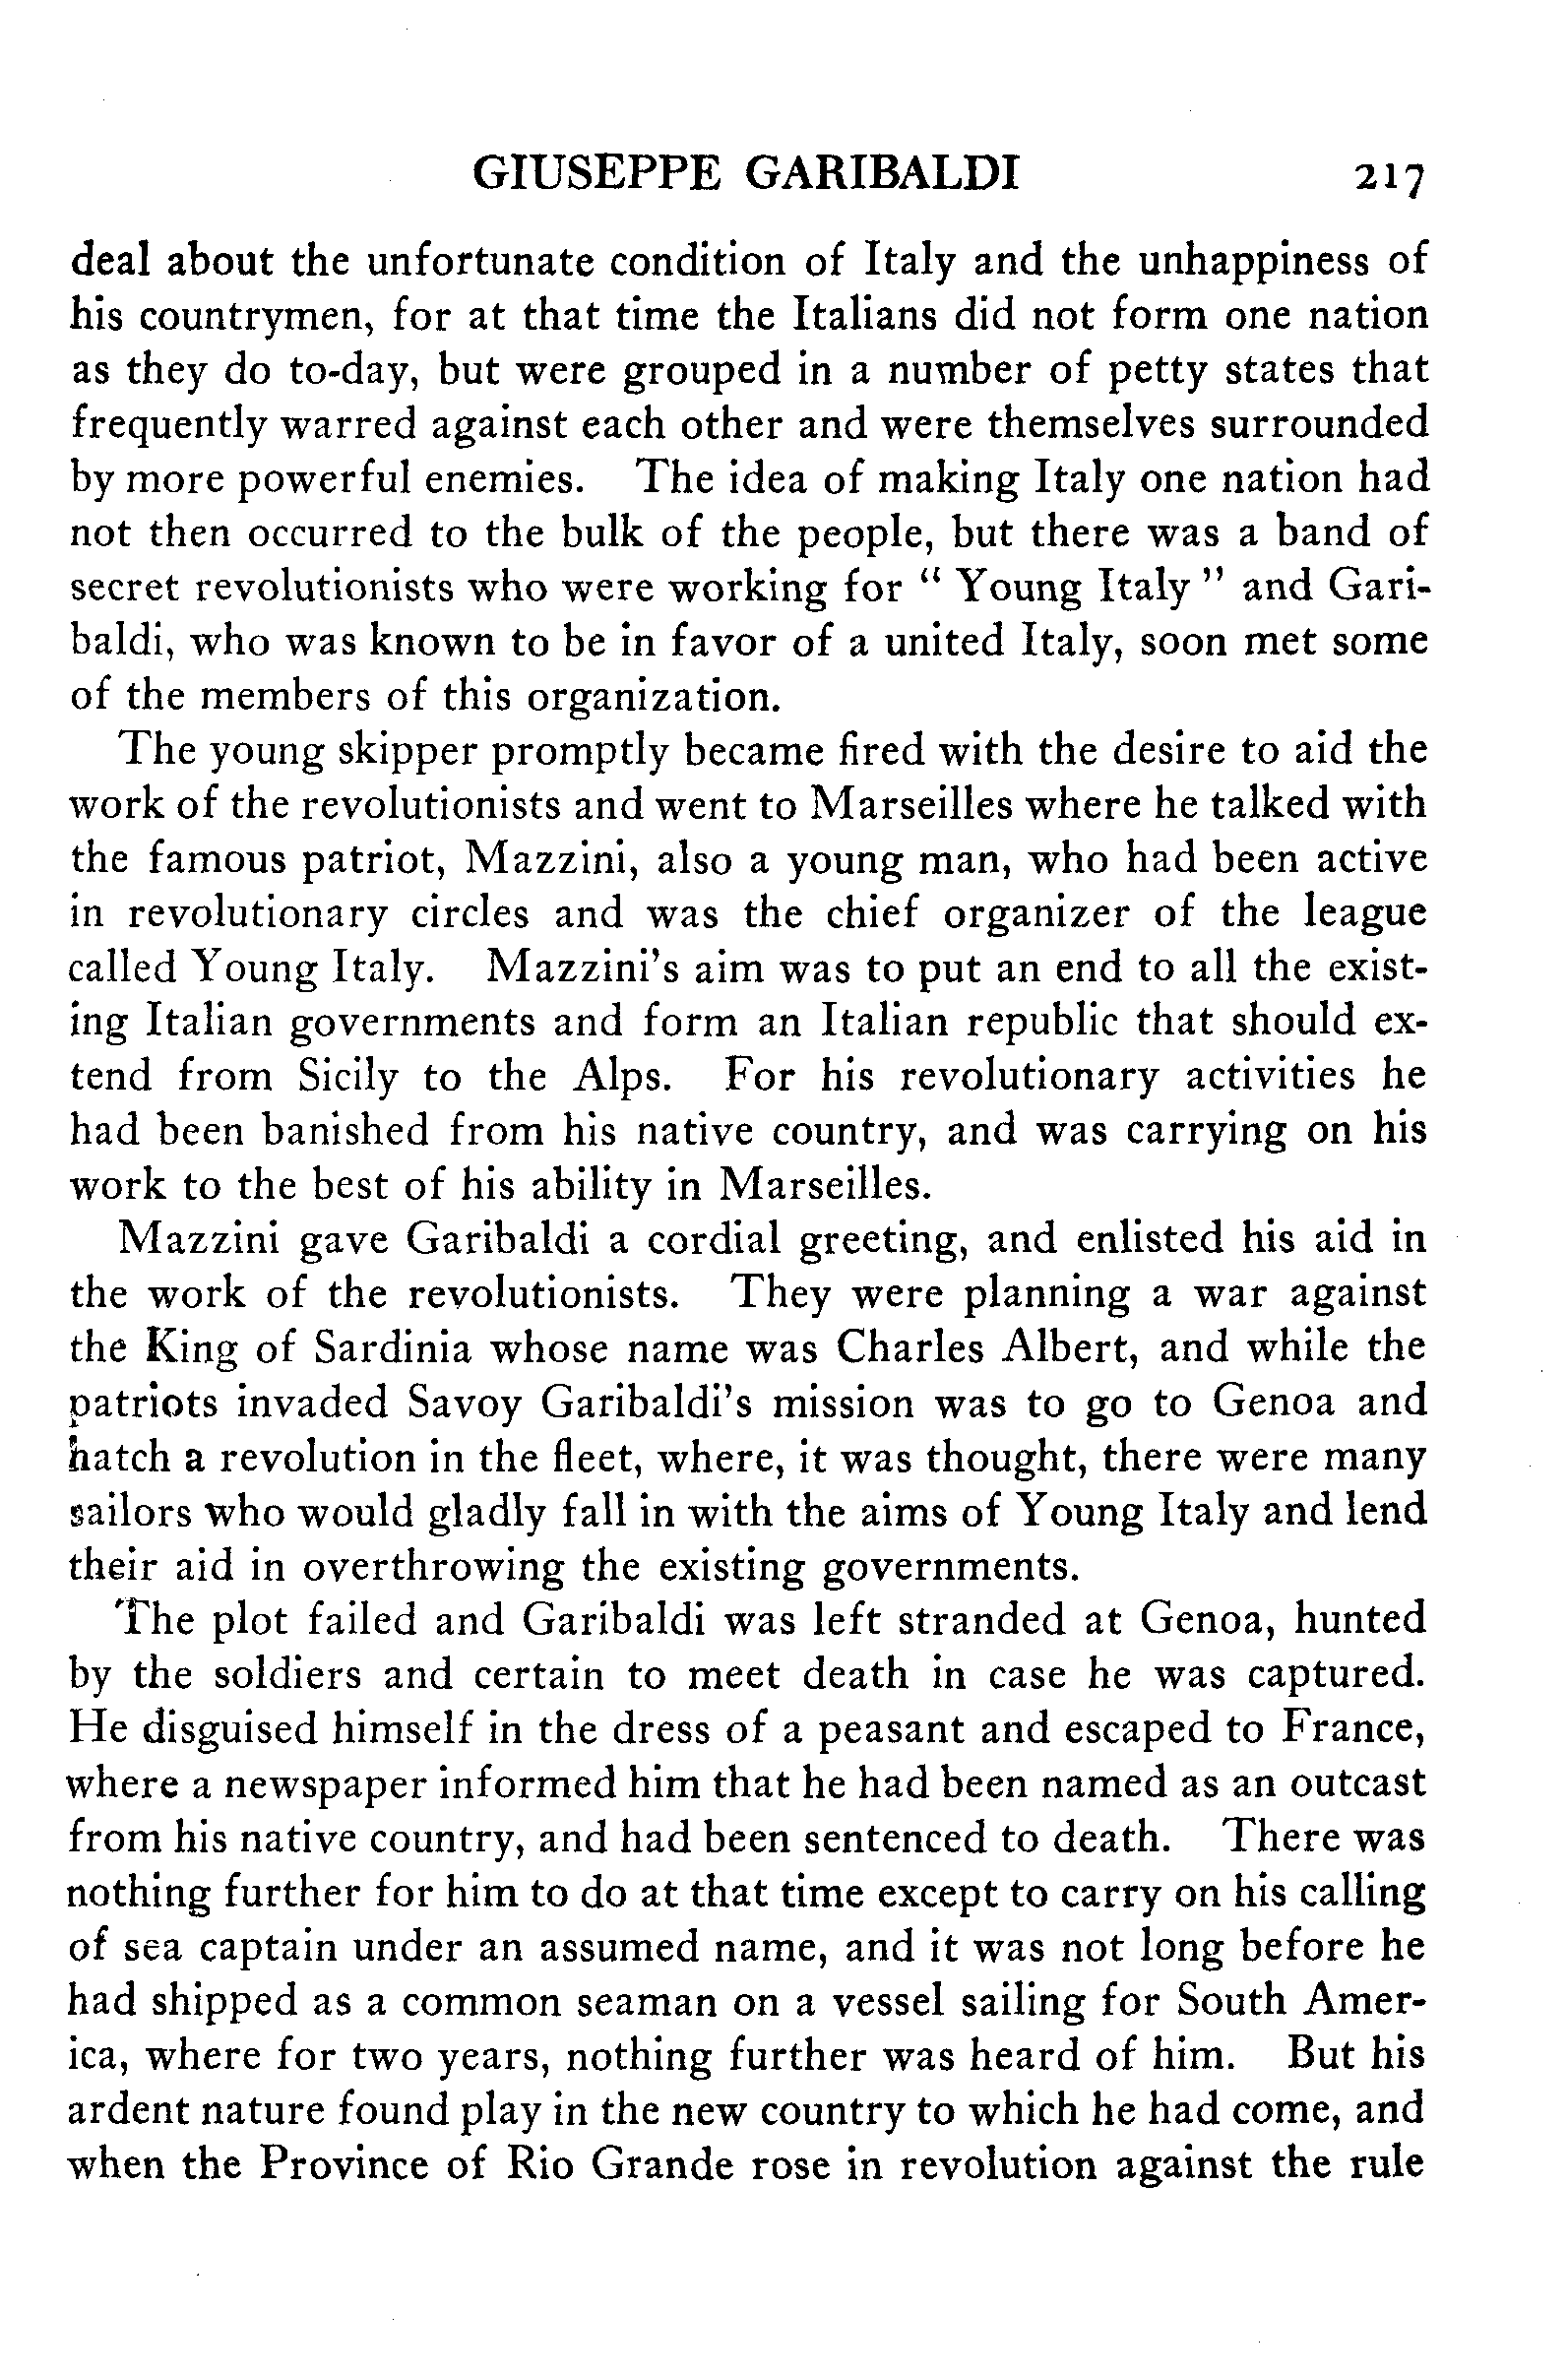 GIUSEPPE GARIBALDI 217
deal about the unfortunate condition of Italy and the unhappiness of
his countrymen, for at that time the Italians did not form one nation
as they do to-day, but were grouped in a number of petty states that
frequently warred against each other and were themselves surrounded
by more powerful enemies. The idea of making Italy one nation had
not then occurred to the bulk of the people, but there was a band of
secret revolutionists who were working for “ Young Italy ” and Gari-
baldi, who was known to be in favor of a united Italy, soon met some
of the members of this organization.
The young skipper promptly became fired with the desire to aid the
work of the revolutionists and went to Marseilles where he talked with
the famous patriot, Mazzini, also a young man, who had been active
in revolutionary circles and was the chief organizer of the league
called Young Italy. Mazzini's aim was to put an end to all the exist-
ing Italian governments and form an Italian republic that should ex-
tend from Sicily to the Alps. For his revolutionary activities he
had been banished from his native country, and was carrying on his
work to the best of his ability in Marseilles.
Mazzini gave Garibaldi a cordial greeting, and enlisted his aid in
the work of the revolutionists. They were planning a war against
the King of Sardinia whose name was Charles Albert, and while the
patriots invaded Savoy Garibaldi's mission was to go to Genoa and
hatch a revolution in the fleet, where, it was thought, there were many
sailors who would gladly fall in with the aims of Young Italy and lend
their aid in overthrowing the existing governments.
The plot failed and Garibaldi was left stranded at Genoa, hunted
by the soldiers and certain to meet death in case he was captured.
He disguised himself in the dress of a peasant and escaped to France,
where a newspaper informed him that he had been named as an outcast
from his native country, and had been sentenced to death. There was
nothing further for him to do at that time except to carry on his calling
of sea captain under an assumed name, and it was not long before he
had shipped as a common seaman on a vessel sailing for South Amer-
ica, where for two years, nothing further was heard of him. But his
ardent nature found play in the new country to which he had come, and
when the Province of Rio Grande rose in revolution against the rule